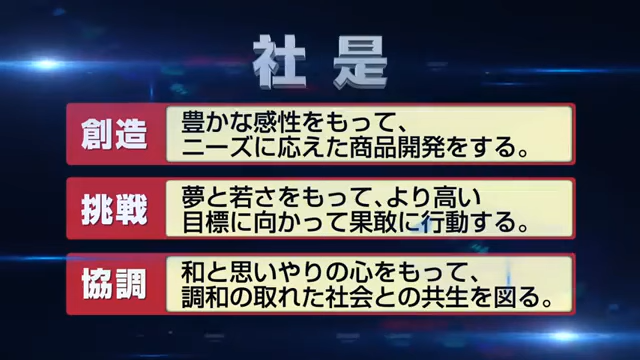 社是
創造
豊かな感性をもって、
ニーズに応えた商品開発をする。
挑戦
夢と若さをもって、より高い
目標に向かって果敢に行動する。
協調
和と思いやりの心をもって、
調和の取れた社会との共生を図る。